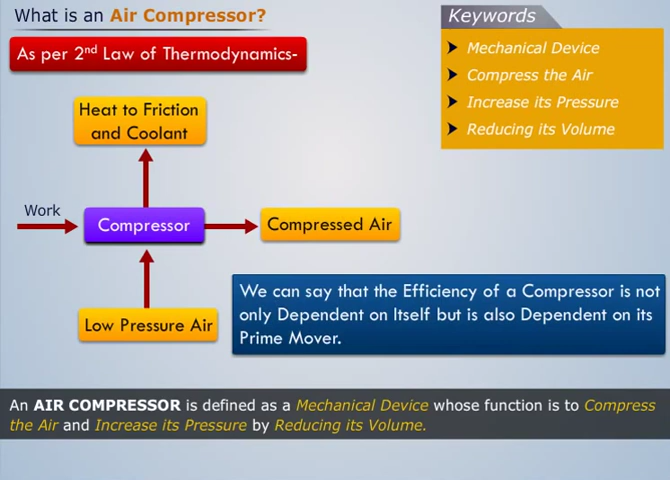 What is an Air Compressor?
As per 2nd Law of Thermodynamics-
Keywords
Mechanical Device
Compress the Air
Increase its Pressure
Reducing its Volume
Heat to Friction
and Coolant
Work
Compressor
Compressed Air
Low Pressure Air
We can say that the Efficiency of a Compressor is not
only Dependent on Itself but is also Dependent on its
Prime Mover.
An AIR COMPRESSOR is defined as a Mechanical Device whose function is to Compress
the Air and Increase its Pressure by Reducing its Volume.